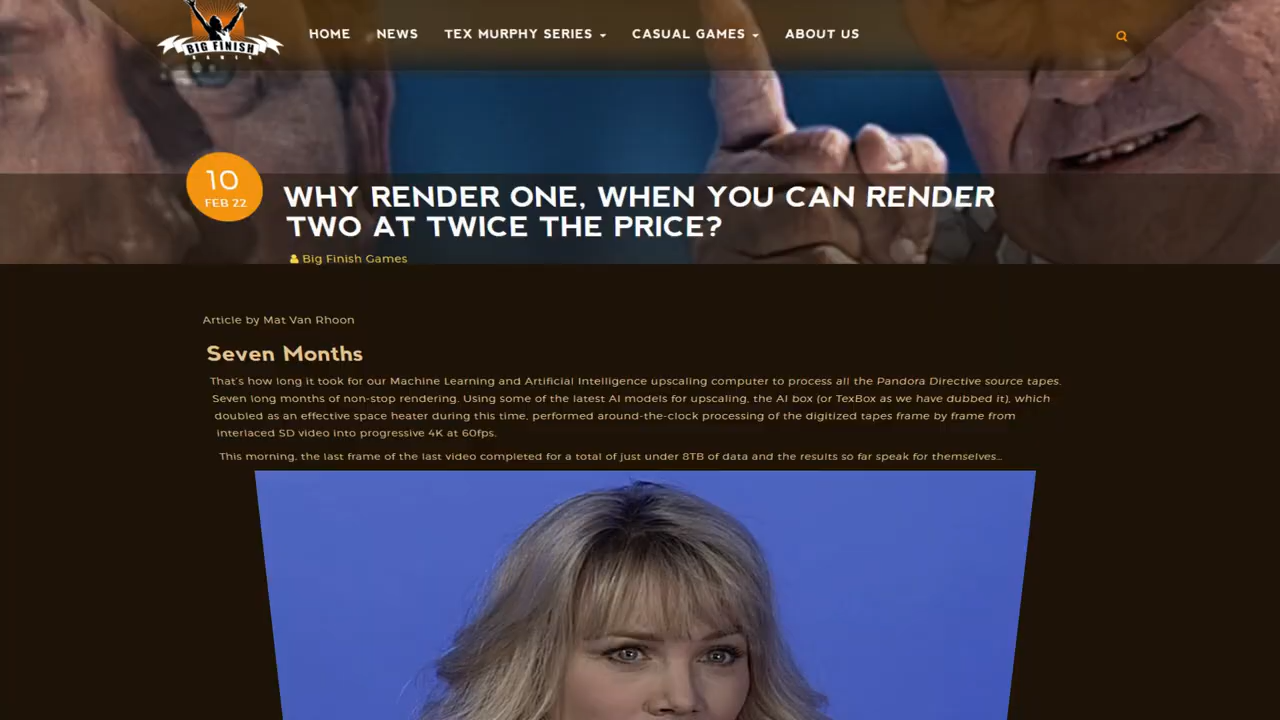 BIG FINISH
GAMES
HOME NEWS TEX MURPHY SERIES CASUAL GAMES ABOUT US
10
FEB 22
WHY RENDER ONE, WHEN YOU CAN RENDER
TWO AT TWICE THE PRICE?
Big Finish Games
Article by Mat Van Rhoon
Seven Months
That's how long it took for our Machine Learning and Artificial Intelligence upscaling computer to process all the Pandora Directive source tapes.
Seven long months of non-stop rendering. Using some of the latest AI models for upscaling, the AI box (or TexBox as we have dubbed it), which
doubled as an effective space heater during this time, performed around-the-clock processing of the digitized tapes frame by frame from
interlaced SD video into progressive 4K at 60fps.
This morning, the last frame of the last video completed for a total of just under 8TB of data and the results so far speak for themselves...